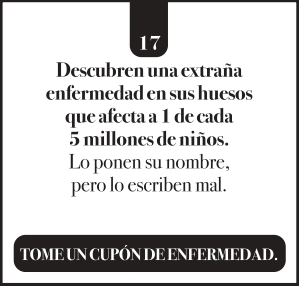 17
Descubren una extraña
enfermedad en sus huesos
que afecta a 1 de cada
5 millones de niños.
Lo ponen su nombre,
pero lo escriben mal.
TOME UN CUPÓN DE ENFERMEDAD.